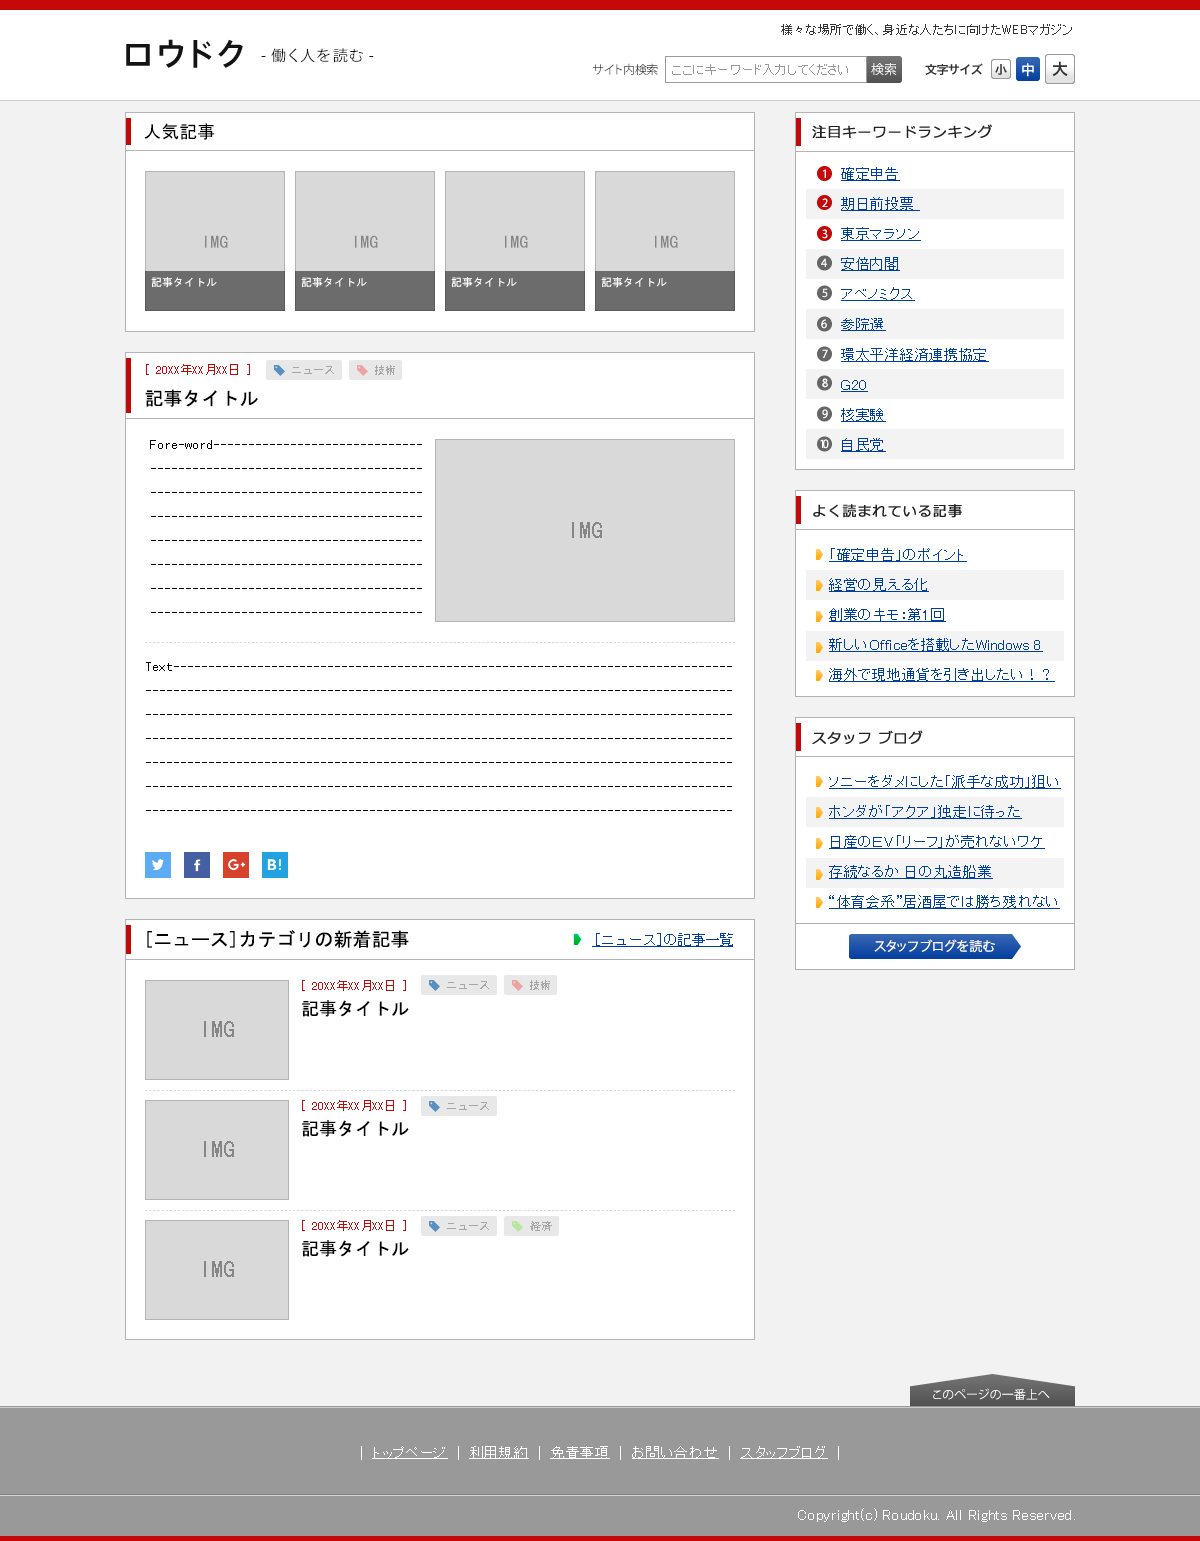 様々な場所で働く、身近な人たちに向けたWEBマガジン
ロウドク - 働く人を読む -
サイト内検索 ここにキーワード入力してください 検索 文字サイズ 小 中 大
人気記事
IMG IMG IMG IMG
記事タイトル 記事タイトル 記事タイトル 記事タイトル
[ 20XX年XX月XX日 ] ニュース 技術
記事タイトル
Fore-word------------------------------
---------------------------------------
---------------------------------------
---------------------------------------
---------------------------------------
---------------------------------------
---------------------------------------
---------------------------------------
IMG
Text--------------------------------------------------------------------------------
------------------------------------------------------------------------------------
------------------------------------------------------------------------------------
------------------------------------------------------------------------------------
------------------------------------------------------------------------------------
------------------------------------------------------------------------------------
------------------------------------------------------------------------------------
f G+ B!
[ニュース]カテゴリの新着記事 [ニュース]の記事一覧
IMG
[ 20XX年XX月XX日 ] ニュース 技術
記事タイトル
IMG
[ 20XX年XX月XX日 ] ニュース
記事タイトル
IMG
[ 20XX年XX月XX日 ] ニュース 経済
記事タイトル
注目キーワードランキング
1 確定申告
2 期日前投票
3 東京マラソン
4 安倍内閣
5 アベノミクス
6 参院選
7 環太平洋経済連携協定
8 G20
9 核実験
10 自民党
よく読まれている記事
「確定申告」のポイント
経営の見える化
創業のキモ:第1回
新しいOfficeを搭載したWindows 8
海外で現地通貨を引き出したい！？
スタッフ ブログ
ソニーをダメにした「派手な成功」狙い
ホンダが「アクア」独走に待った
日産のEV「リーフ」が売れないワケ
存続なるか 日の丸造船業
“体育会系”居酒屋では勝ち残れない
スタッフブログを読む
このページの一番上へ
| トップページ | 利用規約 | 免責事項 | お問い合わせ | スタッフブログ |
Copyright(c) Roudoku. All Rights Reserved.